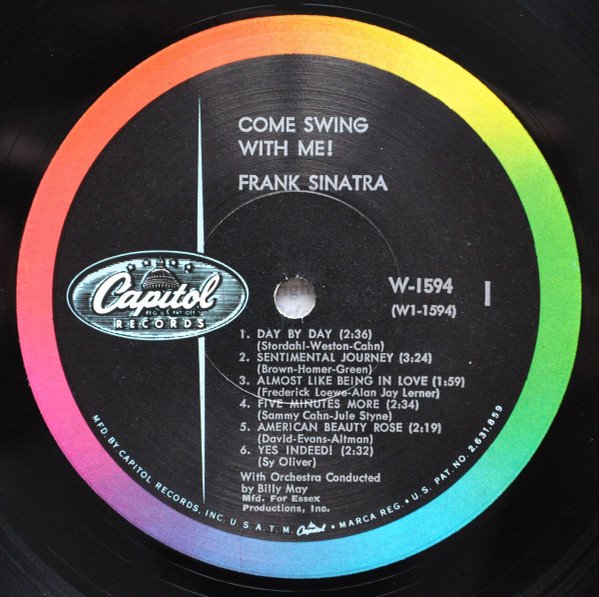 COME SWING
WITH ME!
FRANK SINATRA
Capitol
REG. U.S. PAT. OFF.
RECORDS
W-1594
I
(W1-1594)
1. DAY BY DAY (2:36)
(Stordahl-Weston-Cahn)
2. SENTIMENTAL JOURNEY (3:24)
(Brown-Homer-Green)
3. ALMOST LIKE BEING IN LOVE (1:59)
(Frederick Loewe-Alan Jay Lerner)
4. FIVE MINUTES MORE (2:34)
(Sammy Cahn-Jule Styne)
5. AMERICAN BEAUTY ROSE (2:19)
(David-Evans-Altman)
6. YES INDEED! (2:32)
(Sy Oliver)
With Orchestra Conducted
by Billy May
Mfd. For Essex
Productions, Inc.
MFD. BY CAPITOL RECORDS, INC. U.S.A. T.M. Capitol • MARCA REG. • U.S. PAT. NO. 2,631,859